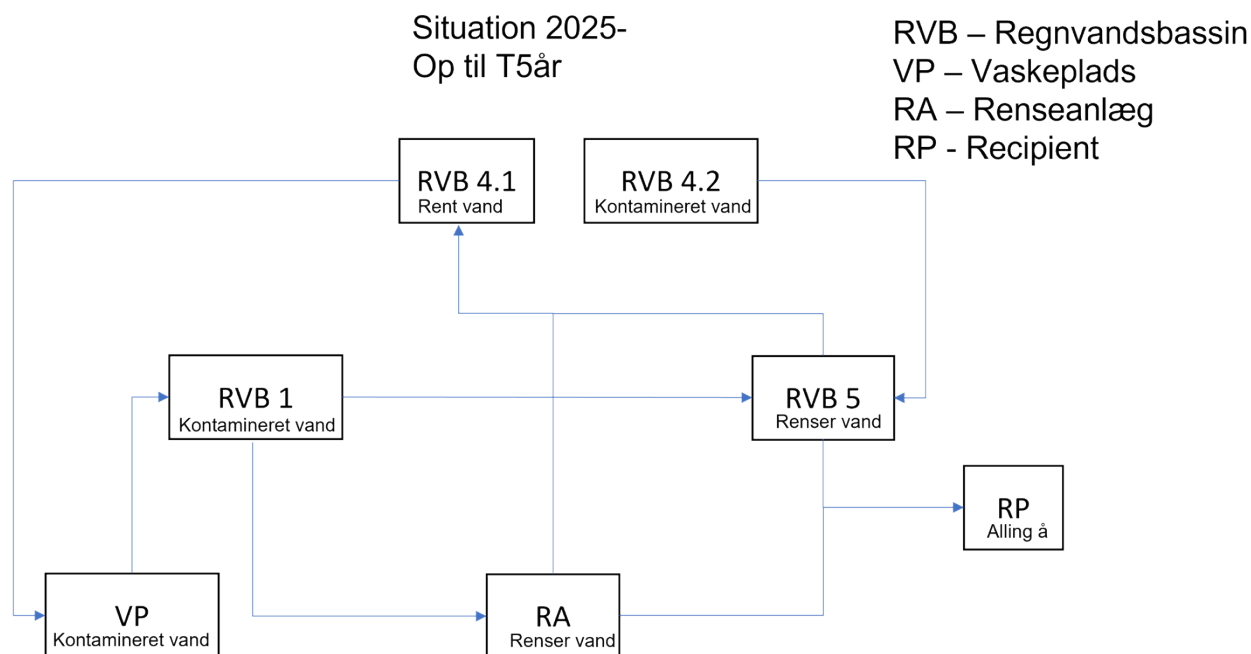 Situation 2025-
Op til T5år
RVB – Regnvandsbassin
VP – Vaskeplads
RA – Renseanlæg
RP - Recipient
RVB 4.1
Rent vand
RVB 4.2
Kontamineret vand
RVB 1
Kontamineret vand
RVB 5
Renser vand
RP
Alling å
VP
Kontamineret vand
RA
Renser vand